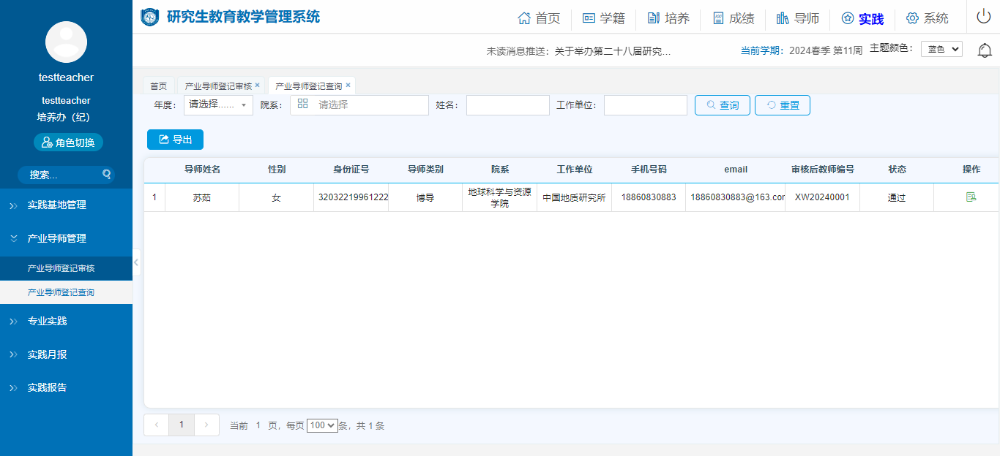 研究生教育教学管理系统
首页 学籍 培养 成绩 导师 实践 系统
未读消息推送：关于举办第二十八届研究... 当前学期：2024春季 第11周 主题颜色： 蓝色
testteacher
testteacher
培养办（纪）
角色切换
搜索...
实践基地管理
产业导师管理
产业导师登记审核
产业导师登记查询
专业实践
实践月报
实践报告
首页 产业导师登记审核 × 产业导师登记查询 ×
年度： 请选择...... 院系： 请选择 姓名： 工作单位： 查询 重置
导出
导师姓名 性别 身份证号 导师类别 院系 工作单位 手机号码 email 审核后教师编号 状态 操作
1 苏茹 女 32032219961222 博导 地球科学与资源学院 中国地质研究所 18860830883 18860830883@163.cor XW20240001 通过
1 当前 1 页，每页 100 条，共 1 条